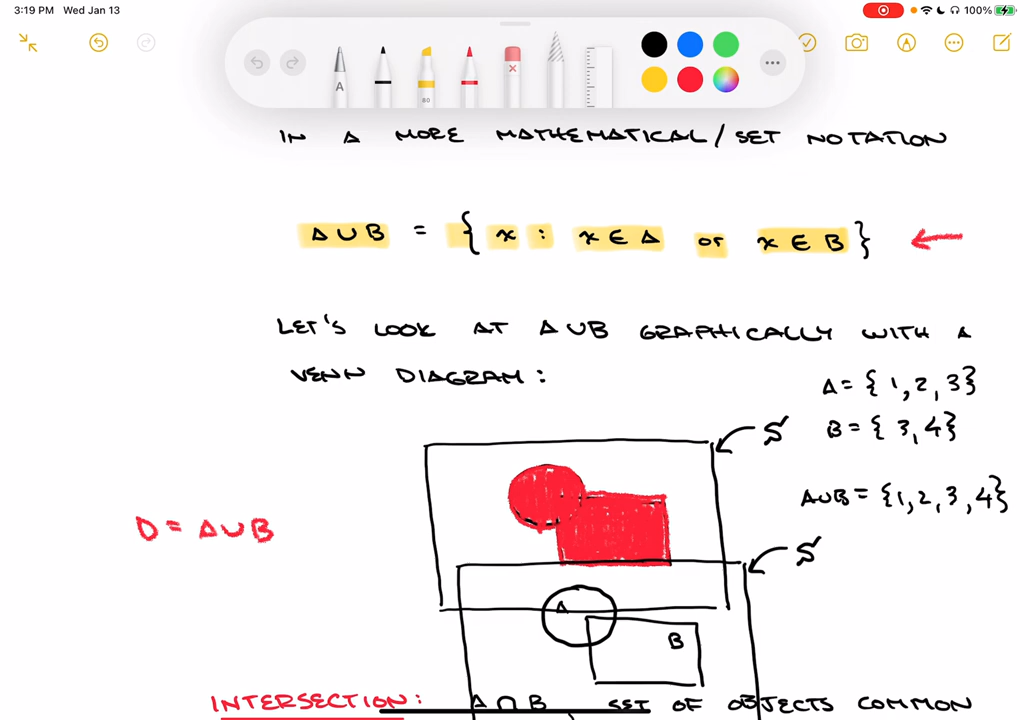 3:19 PM Wed Jan 13
100%
A
80
IN A MORE MATHEMATICAL/SET NOTATION
A∪B = { x : x ∈ A or x ∈ B }
LET'S LOOK AT A∪B GRAPHICALLY WITH A
VENN DIAGRAM:
A = { 1, 2, 3 }
S
B = { 3, 4 }
A∪B = {1, 2, 3, 4}
D = A∪B
S
A
B
INTERSECTION: A ∩ B SET OF OBJECTS COMMON